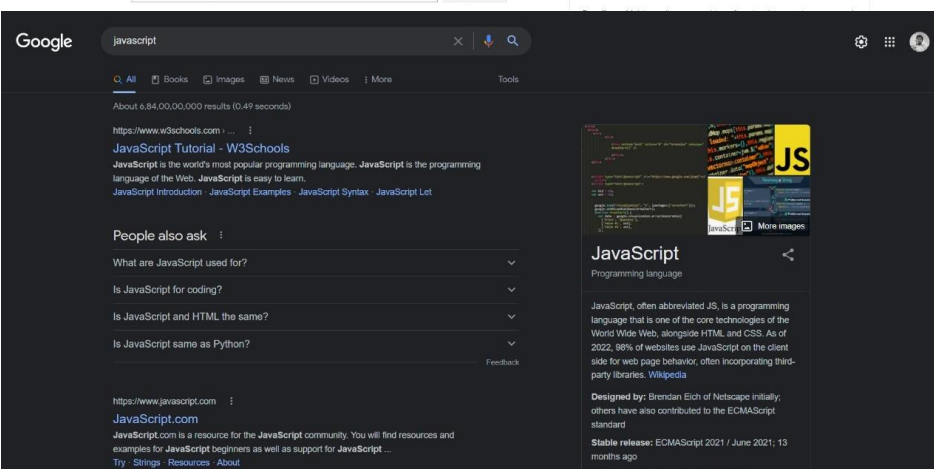 Google
javascript
All Books Images News Videos More Tools
About 6,84,00,00,000 results (0.49 seconds)
https://www.w3schools.com › ...
JavaScript Tutorial - W3Schools
JavaScript is the world's most popular programming language. JavaScript is the programming
language of the Web. JavaScript is easy to learn.
JavaScript Introduction · JavaScript Examples · JavaScript Syntax · JavaScript Let
People also ask
What are JavaScript used for?
Is JavaScript for coding?
Is JavaScript and HTML the same?
Is JavaScript same as Python?
Feedback
https://www.javascript.com
JavaScript.com
JavaScript.com is a resource for the JavaScript community. You will find resources and
examples for JavaScript beginners as well as support for JavaScript ...
Try · Strings · Resources · About
JS
JS
JavaScrip
More images
JavaScript
Programming language
JavaScript, often abbreviated JS, is a programming
language that is one of the core technologies of the
World Wide Web, alongside HTML and CSS. As of
2022, 98% of websites use JavaScript on the client
side for web page behavior, often incorporating third-
party libraries. Wikipedia
Designed by: Brendan Eich of Netscape initially;
others have also contributed to the ECMAScript
standard
Stable release: ECMAScript 2021 / June 2021; 13
months ago